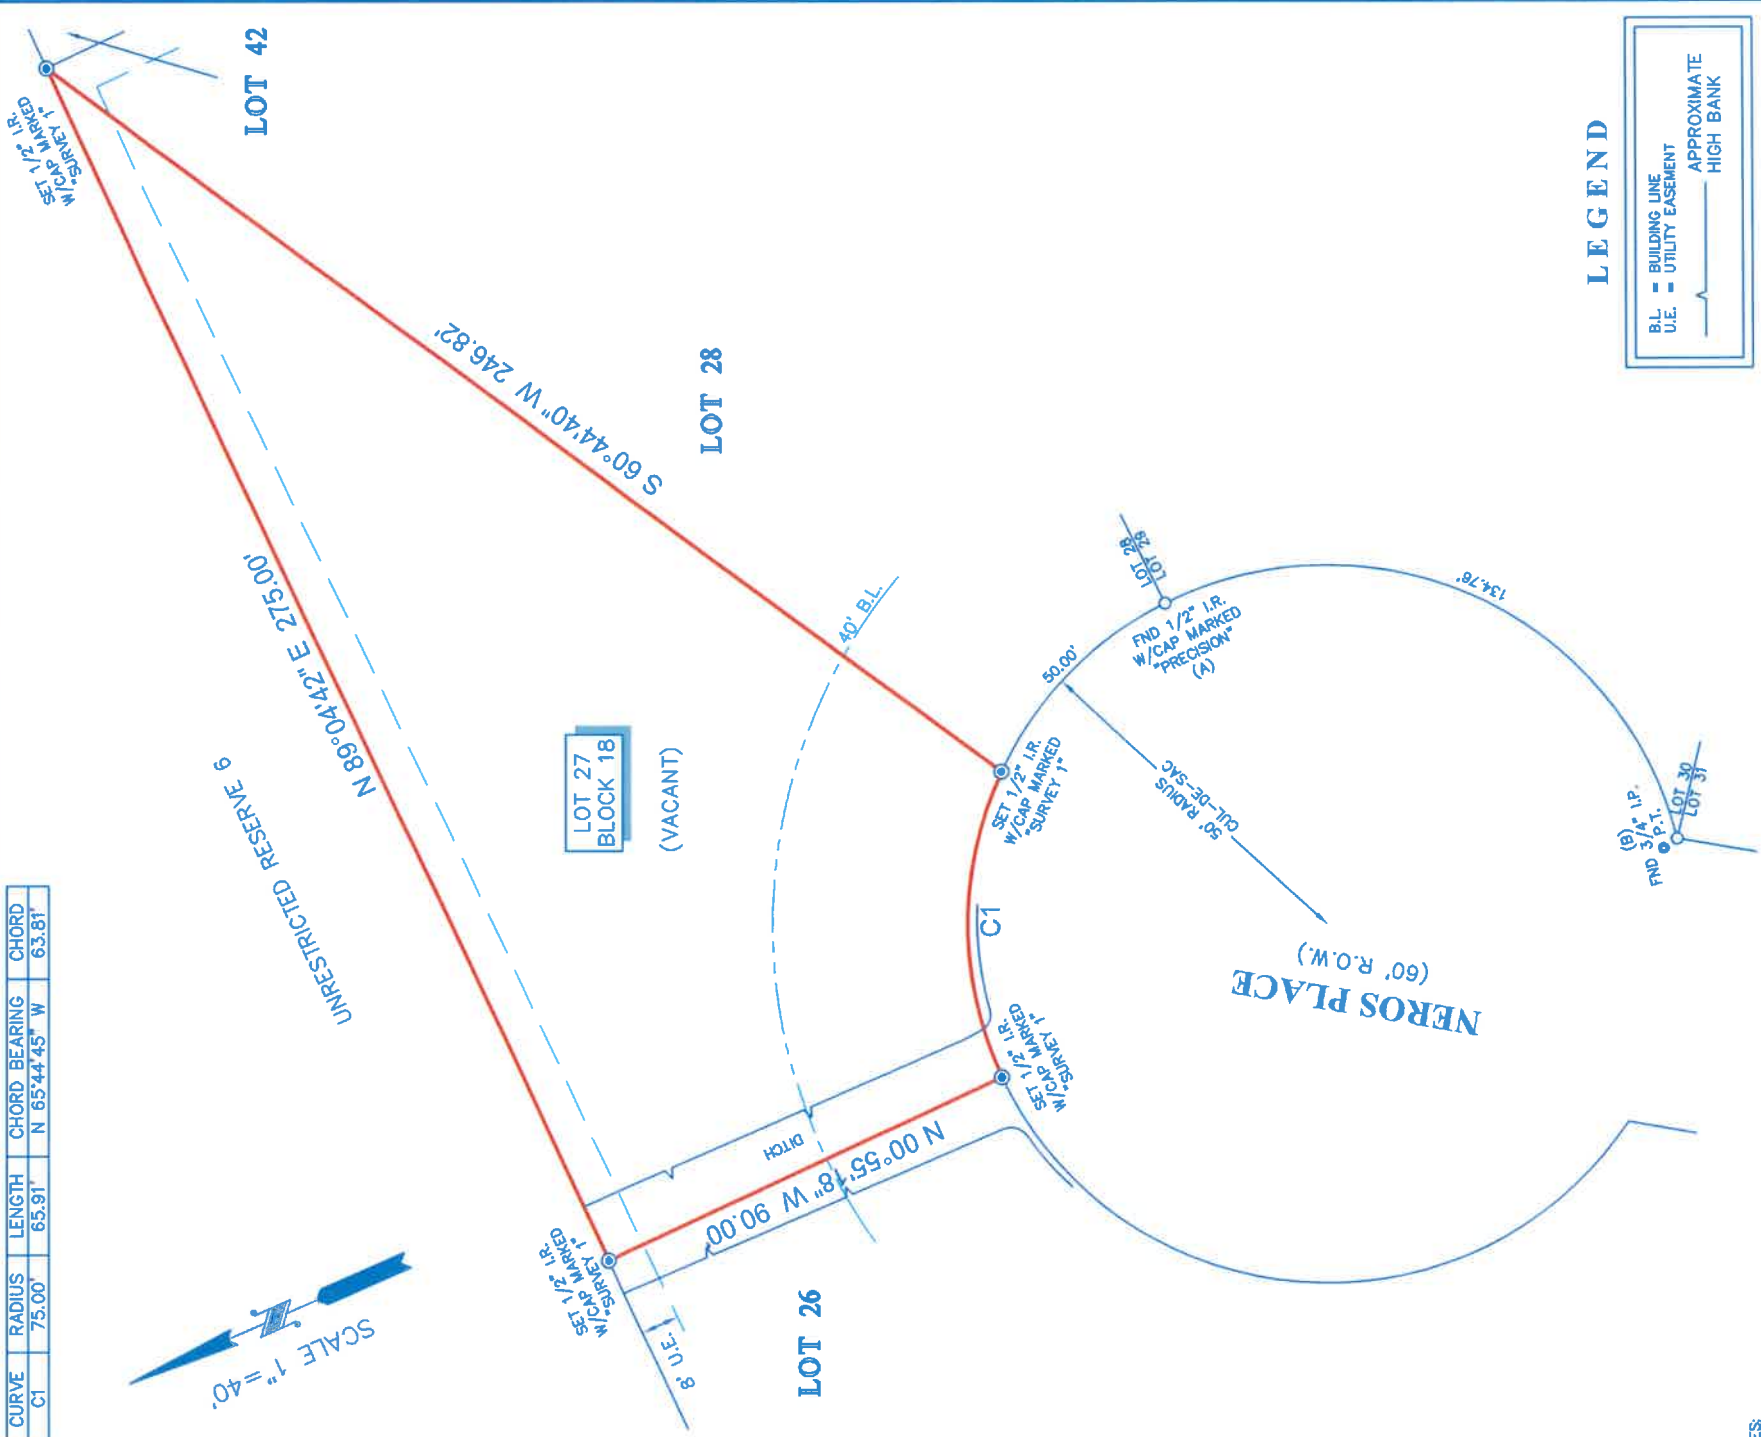 CURVE RADIUS LENGTH CHORD BEARING CHORD
C1 75.00' 65.91' N 65°44'45" W 63.81'
SCALE 1"=40'
UNRESTRICTED RESERVE 6
N 89°04'42" E 275.00'
SET 1/2" I.R.
W/CAP MARKED
"SURVEY 1"
LOT 42
S 60°44'40" W 246.82'
LOT 28
LOT 27
BLOCK 18
(VACANT)
40' B.L.
SET 1/2" I.R.
W/CAP MARKED
"SURVEY 1"
8' U.E.
LOT 26
N 00°55'18" W 90.00
DITCH
SET 1/2" I.R.
W/CAP MARKED
"SURVEY 1"
C1
SET 1/2" I.R.
W/CAP MARKED
"SURVEY 1"
50.00'
LOT 28
LOT 29
FND 1/2" I.R.
W/CAP MARKED
"PRECISION"
(A)
134.76'
50' RADIUS
CUL-DE-SAC
NEROS PLACE
(60' R.O.W.)
(B)
FND 3/4" I.P.
@ P.T.
LOT 30
LOT 31
LEGEND
B.L. = BUILDING LINE
U.E. = UTILITY EASEMENT
APPROXIMATE
HIGH BANK